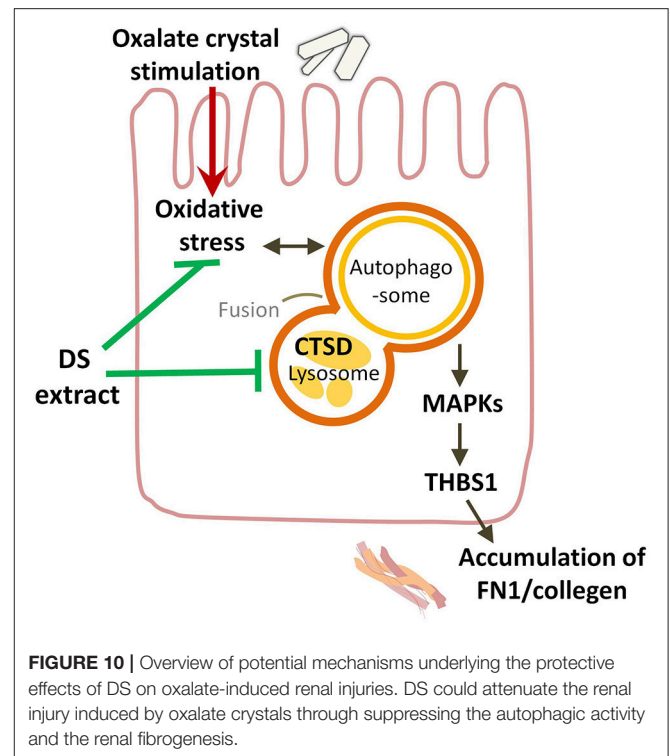 Oxalate crystal
stimulation
Oxidative
stress
Autophago
-some
Fusion
CTSD
Lysosome
DS
extract
MAPKs
THBS1
Accumulation of
FN1/collegen
FIGURE 10 | Overview of potential mechanisms underlying the protective
effects of DS on oxalate-induced renal injuries. DS could attenuate the renal
injury induced by oxalate crystals through suppressing the autophagic activity
and the renal fibrogenesis.